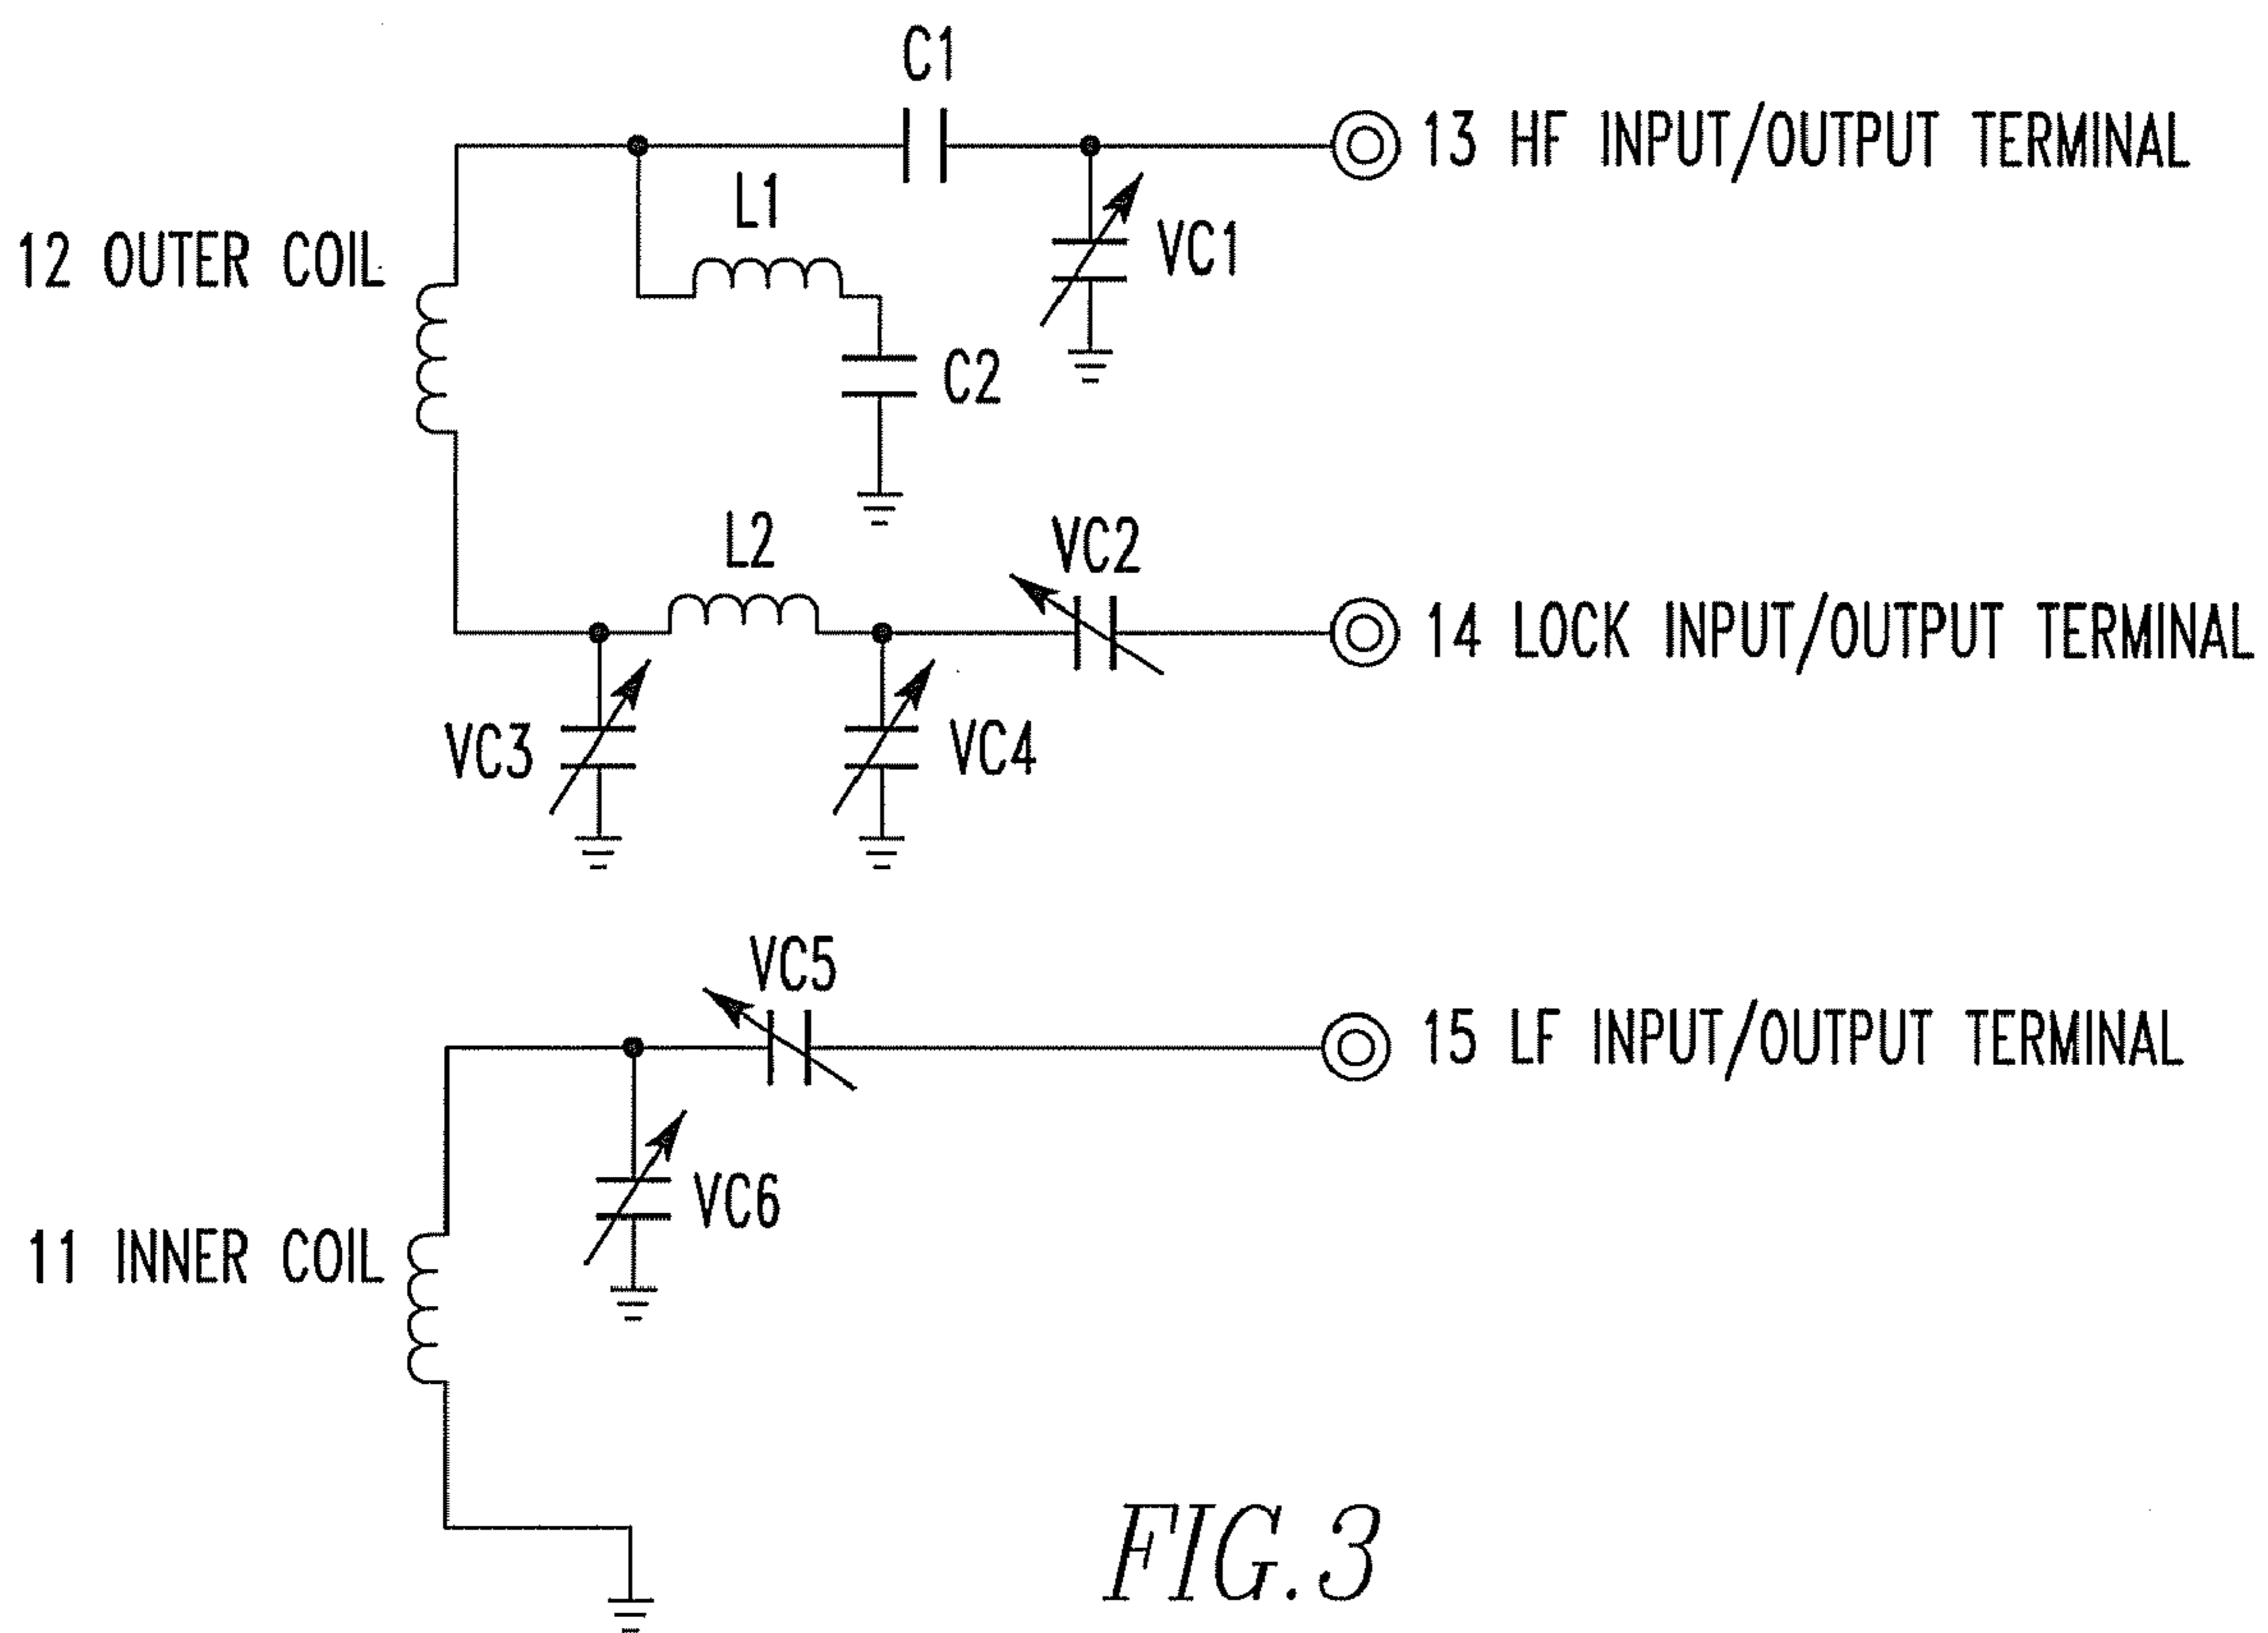 C1
13 HF INPUT/OUTPUT TERMINAL
L1
VC1
12 OUTER COIL
C2
L2
VC2
14 LOCK INPUT/OUTPUT TERMINAL
VC3
VC4
VC5
15 LF INPUT/OUTPUT TERMINAL
VC6
11 INNER COIL
FIG.3